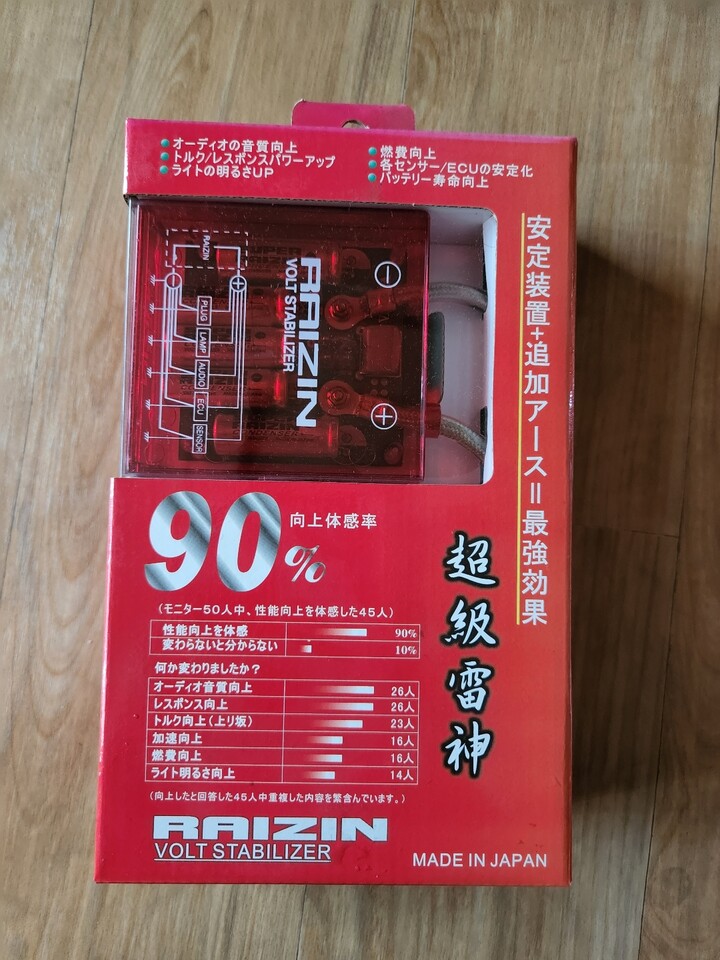 オーディオの音質向上
トルク/レスポンスパワーアップ
ライトの明るさUP
燃費向上
各センサー/ECUの安定化
バッテリー寿命向上
安定装置+追加アース=最強効果
RAIZIN
VOLT STABILIZER
RAIZIN
PLUG
LAMP
AUDIO
ECU
SENSOR
90%
向上体感率
(モニター50人中、性能向上を体感した45人)
性能向上を体感 90%
変わらないと分からない 10%
何か変わりましたか?
オーディオ音質向上 26人
レスポンス向上 26人
トルク向上(上り坂) 23人
加速向上 16人
燃費向上 16人
ライト明るさ向上 14人
(向上したと回答した45人中重複した内容を繁含んでいます。)
超級雷神
RAIZIN
VOLT STABILIZER
MADE IN JAPAN